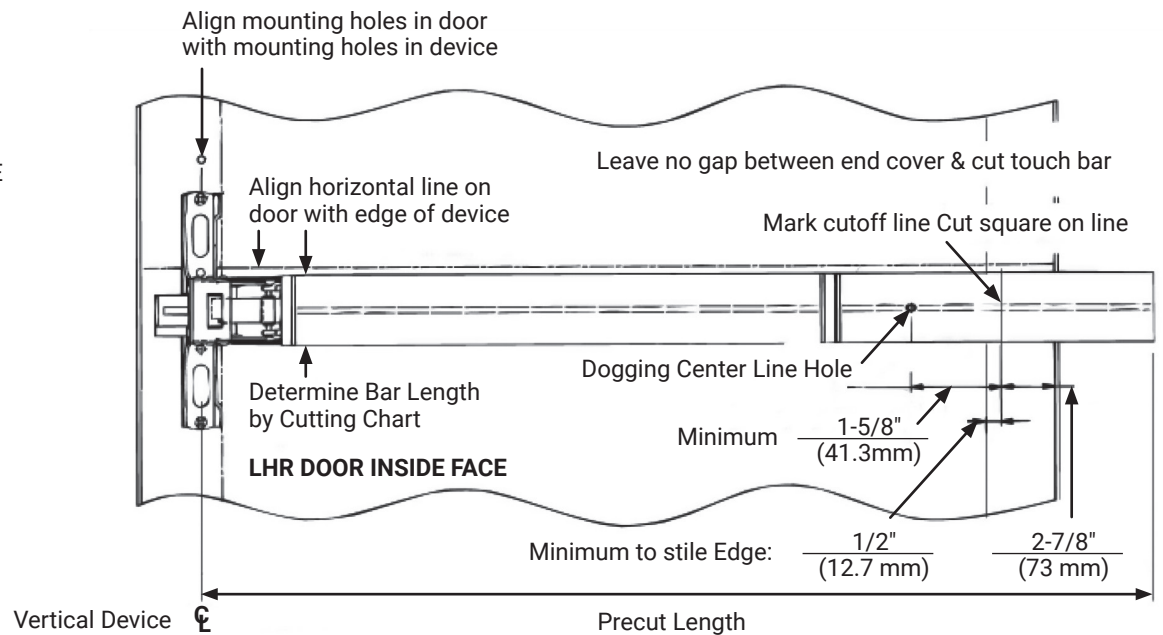 Align mounting holes in door
with mounting holes in device
E
Leave no gap between end cover & cut touch bar
Align horizontal line on
door with edge of device
Mark cutoff line Cut square on line
Dogging Center Line Hole
Determine Bar Length
by Cutting Chart
Minimum 1-5/8"
(41.3mm)
LHR DOOR INSIDE FACE
Minimum to stile Edge: 1/2" 2-7/8"
(12.7 mm) (73 mm)
Vertical Device ℄ Precut Length